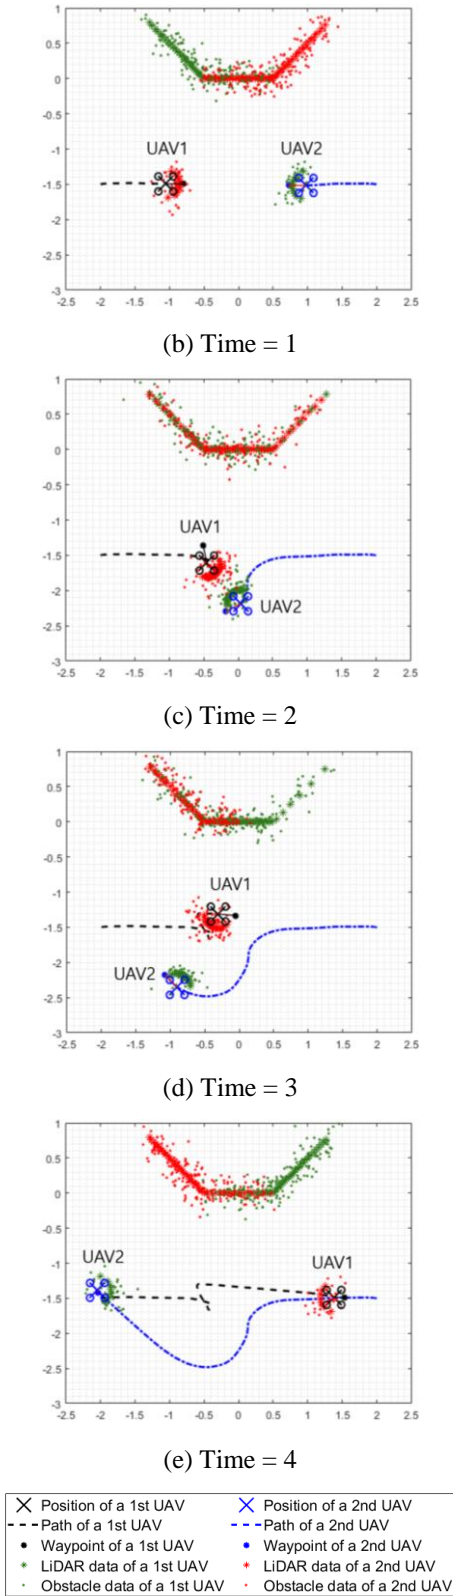 1
0.5
0
-0.5
-1
-1.5
-2
-2.5
-3
UAV1 UAV2
-2.5 -2 -1.5 -1 -0.5 0 0.5 1 1.5 2 2.5
(b) Time = 1
1
0.5
0
-0.5
-1
-1.5
-2
-2.5
-3
UAV1
UAV2
-2.5 -2 -1.5 -1 -0.5 0 0.5 1 1.5 2 2.5
(c) Time = 2
1
0.5
0
-0.5
-1
-1.5
-2
-2.5
-3
UAV1
UAV2
-2.5 -2 -1.5 -1 -0.5 0 0.5 1 1.5 2 2.5
(d) Time = 3
1
0.5
0
-0.5
-1
-1.5
-2
-2.5
-3
UAV2 UAV1
-2.5 -2 -1.5 -1 -0.5 0 0.5 1 1.5 2 2.5
(e) Time = 4
Position of a 1st UAV Position of a 2nd UAV
Path of a 1st UAV Path of a 2nd UAV
Waypoint of a 1st UAV Waypoint of a 2nd UAV
LiDAR data of a 1st UAV LiDAR data of a 2nd UAV
Obstacle data of a 1st UAV Obstacle data of a 2nd UAV